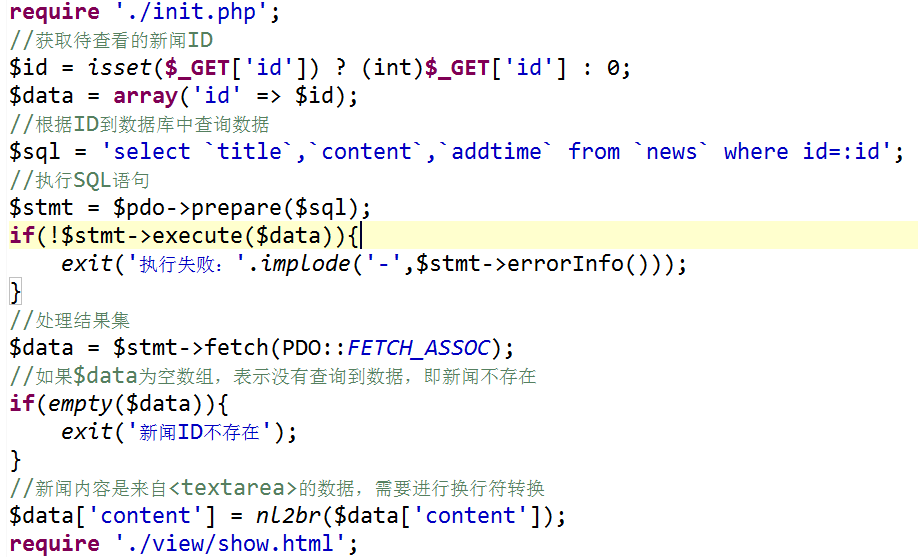 require './init.php';
//获取待查看的新闻ID
$id = isset($_GET['id']) ? (int)$_GET['id'] : 0;
$data = array('id' => $id);
//根据ID到数据库中查询数据
$sql = 'select `title`,`content`,`addtime` from `news` where id=:id';
//执行SQL语句
$stmt = $pdo->prepare($sql);
if(!$stmt->execute($data)){
    exit('执行失败：'.implode('-',$stmt->errorInfo()));
}
//处理结果集
$data = $stmt->fetch(PDO::FETCH_ASSOC);
//如果$data为空数组，表示没有查询到数据，即新闻不存在
if(empty($data)){
    exit('新闻ID不存在');
}
//新闻内容是来自<textarea>的数据，需要进行换行符转换
$data['content'] = nl2br($data['content']);
require './view/show.html';